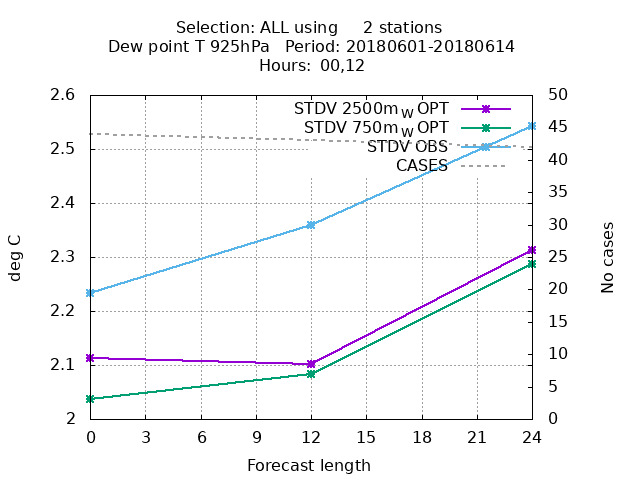 Selection: ALL using     2 stations
Dew point T 925hPa   Period: 20180601-20180614
Hours: 00,12
STDV 2500m_W OPT
STDV 750m_W OPT
STDV OBS
CASES
deg C
2.6
2.5
2.4
2.3
2.2
2.1
2
50
45
40
35
30
25
20
15
10
5
0
No cases
0 3 6 9 12 15 18 21 24
Forecast length